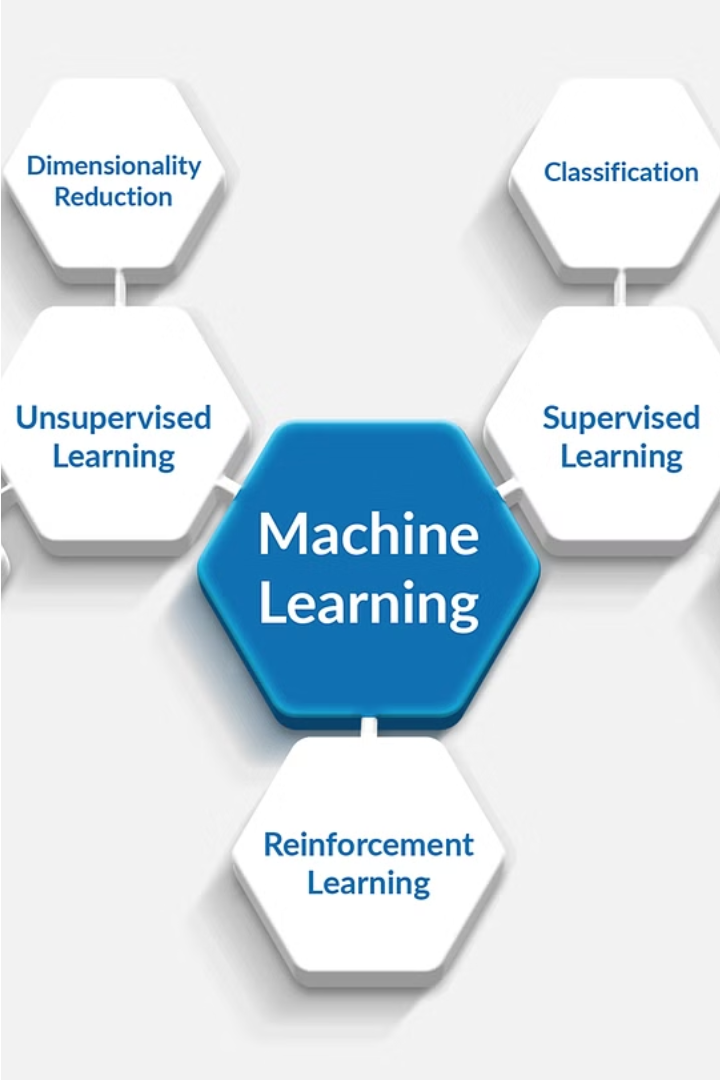 Dimensionality
Reduction
Classification
Unsupervised
Learning
Supervised
Learning
Machine
Learning
Reinforcement
Learning